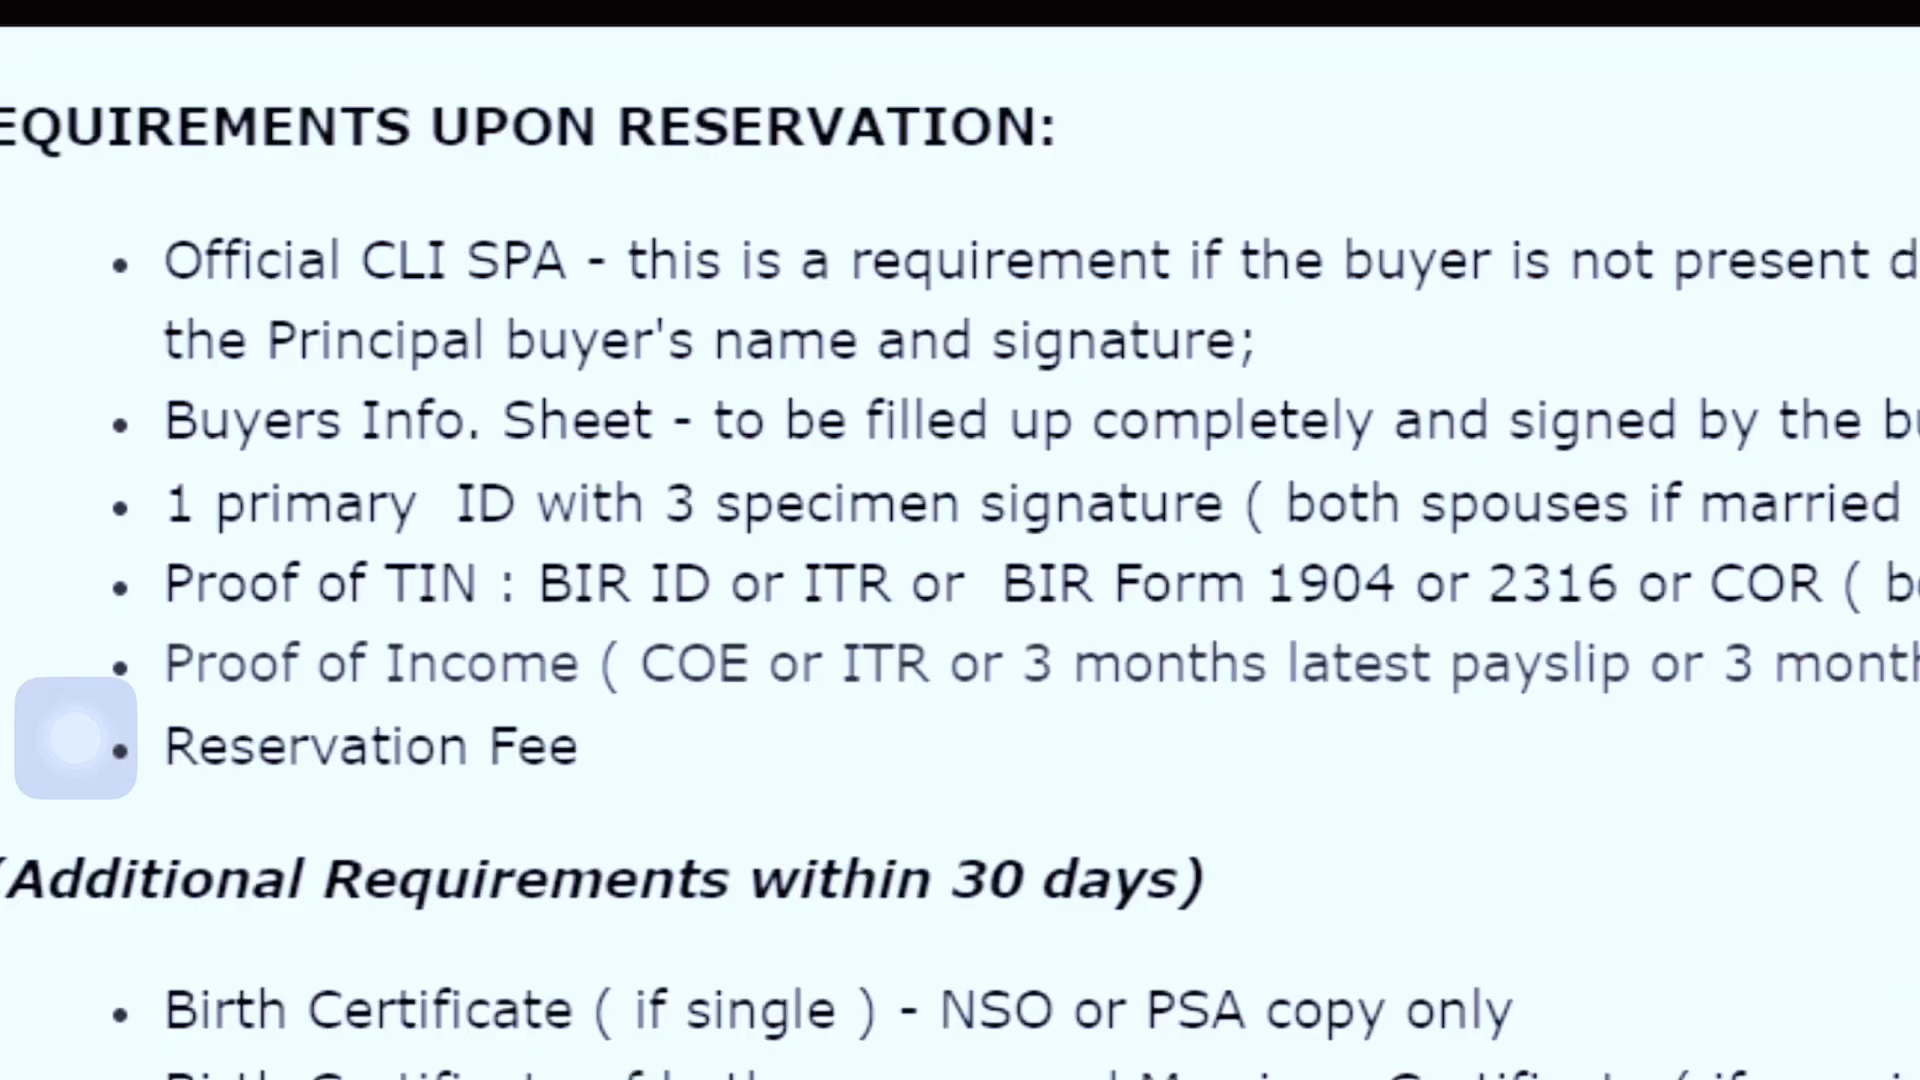 EQUIREMENTS UPON RESERVATION:
• Official CLI SPA - this is a requirement if the buyer is not present
the Principal buyer's name and signature;
• Buyers Info. Sheet - to be filled up completely and signed by the
• 1 primary  ID with 3 specimen signature ( both spouses if married
• Proof of TIN : BIR ID or ITR or  BIR Form 1904 or 2316 or COR (
• Proof of Income ( COE or ITR or 3 months latest payslip or 3
• Reservation Fee
(Additional Requirements within 30 days)
• Birth Certificate ( if single ) - NSO or PSA copy only